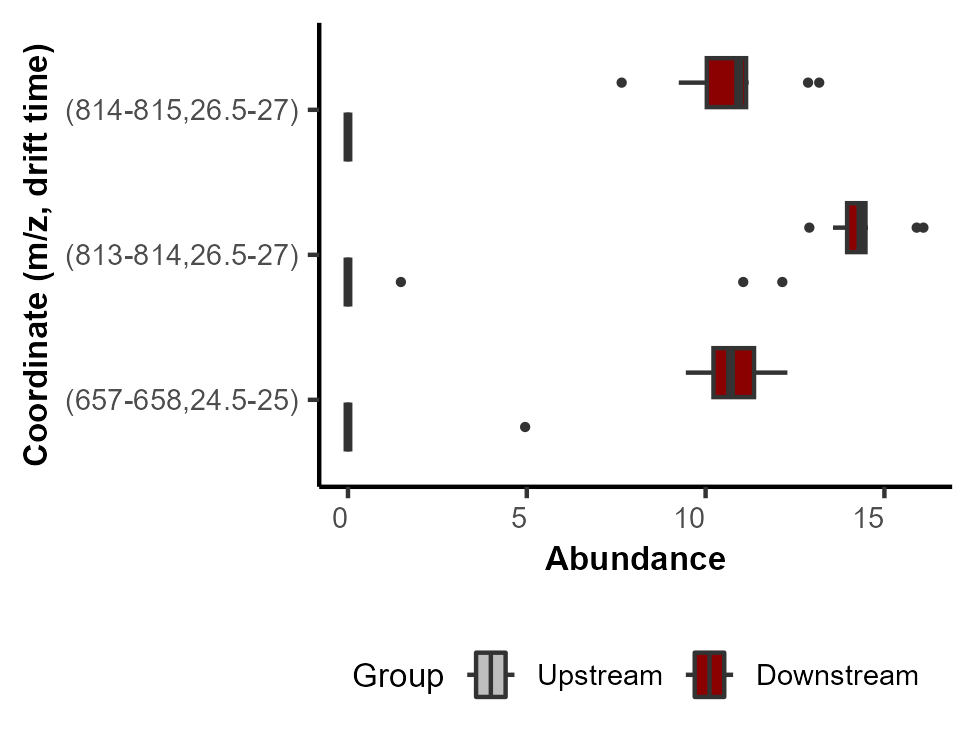 Coordinate (m/z, drift time)
(814-815,26.5-27)
(813-814,26.5-27)
(657-658,24.5-25)
0 5 10 15
Abundance
Group Upstream Downstream